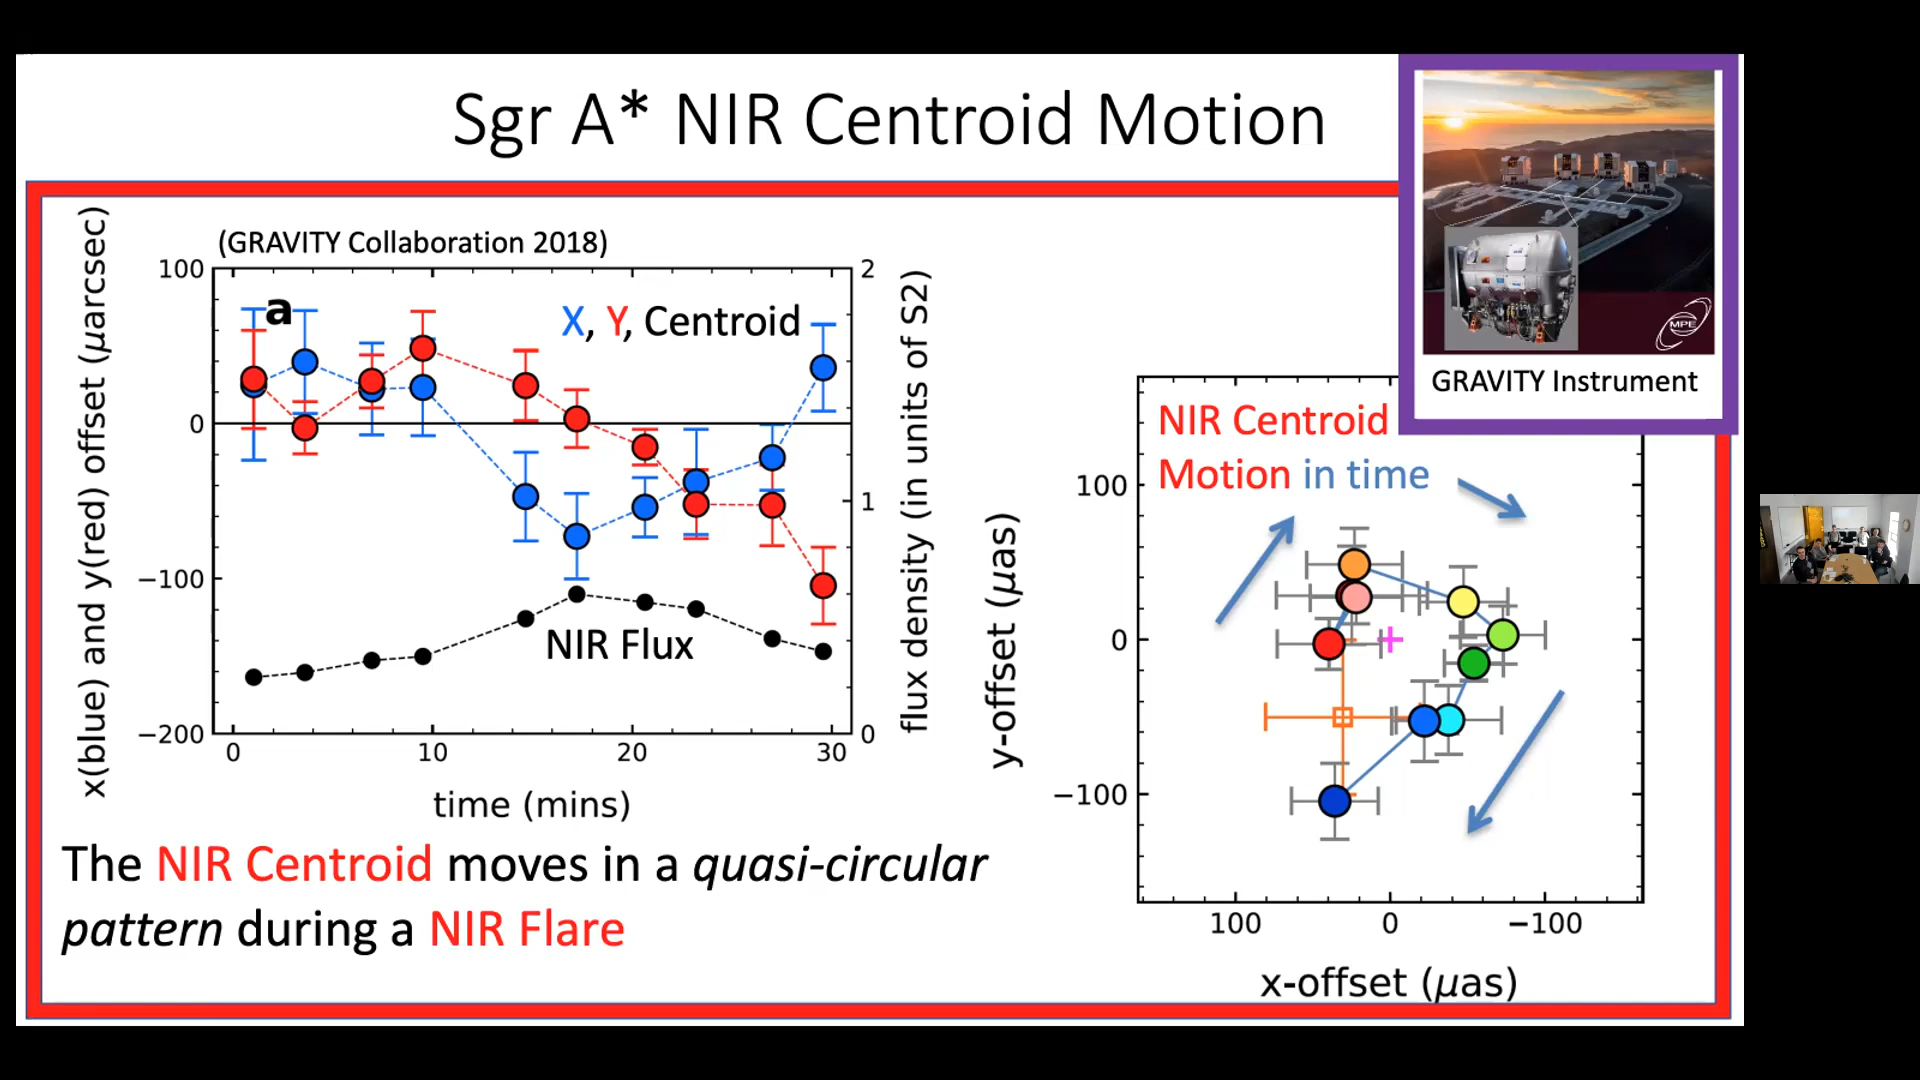 Sgr A* NIR Centroid Motion
(GRAVITY Collaboration 2018)
x(blue) and y(red) offset (μarcsec)
100
0
−100
−200
a
X, Y, Centroid
NIR Flux
2
1
0
flux density (in units of S2)
0 10 20 30
time (mins)
The NIR Centroid moves in a quasi-circular
pattern during a NIR Flare
MPE
GRAVITY Instrument
NIR Centroid
Motion in time
y-offset (μas)
100
0
−100
100 0 −100
x-offset (μas)